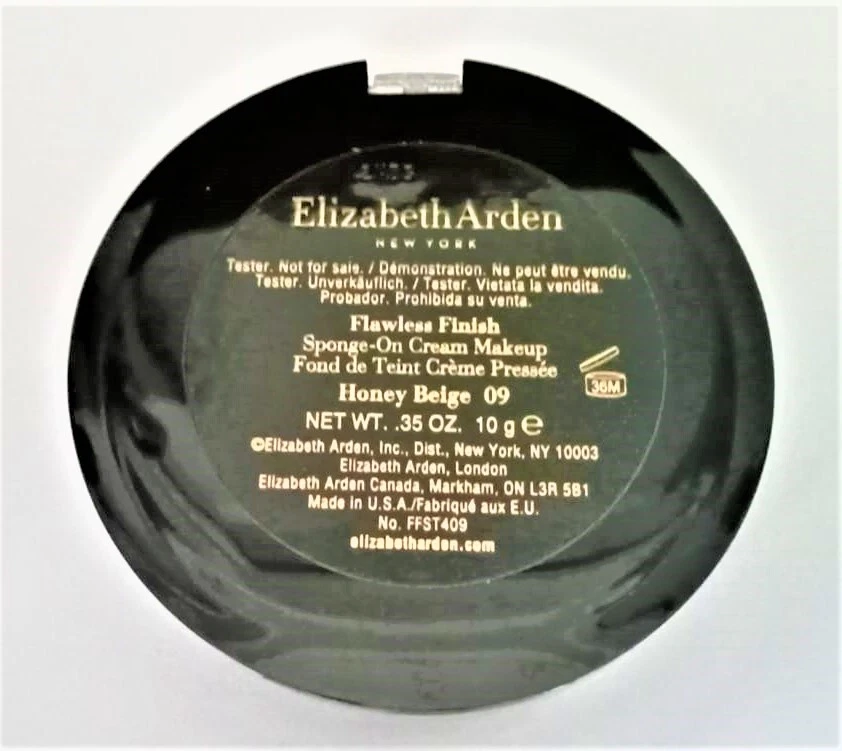 Elizabeth Arden
NEW YORK
Tester. Not for sale. / Démonstration. Ne peut être vendu.
Tester. Unverkäuflich. / Tester. Vietata la vendita.
Probador. Prohibida su venta.
Flawless Finish
Sponge-On Cream Makeup
Fond de Teint Crème Pressée
36M
Honey Beige 09
NET WT. .35 OZ. 10 g ℮
©Elizabeth Arden, Inc., Dist., New York, NY 10003
Elizabeth Arden, London
Elizabeth Arden Canada, Markham, ON L3R 5B1
Made in U.S.A./Fabriqué aux E.U.
No. FFST409
elizabetharden.com